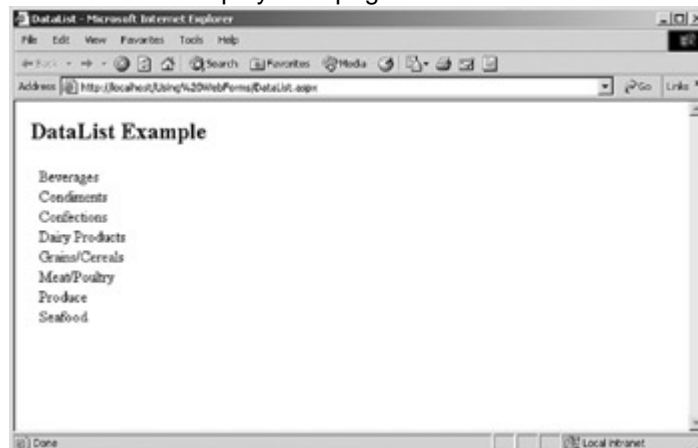 DataList - Microsoft Internet Explorer
File Edit View Favorites Tools Help
Back Search Favorites Media
Address http://localhost/Using%20WebForms/DataList.aspx Go Links
DataList Example
Beverages
Condiments
Confections
Dairy Products
Grains/Cereals
Meat/Poultry
Produce
Seafood
Done Local intranet